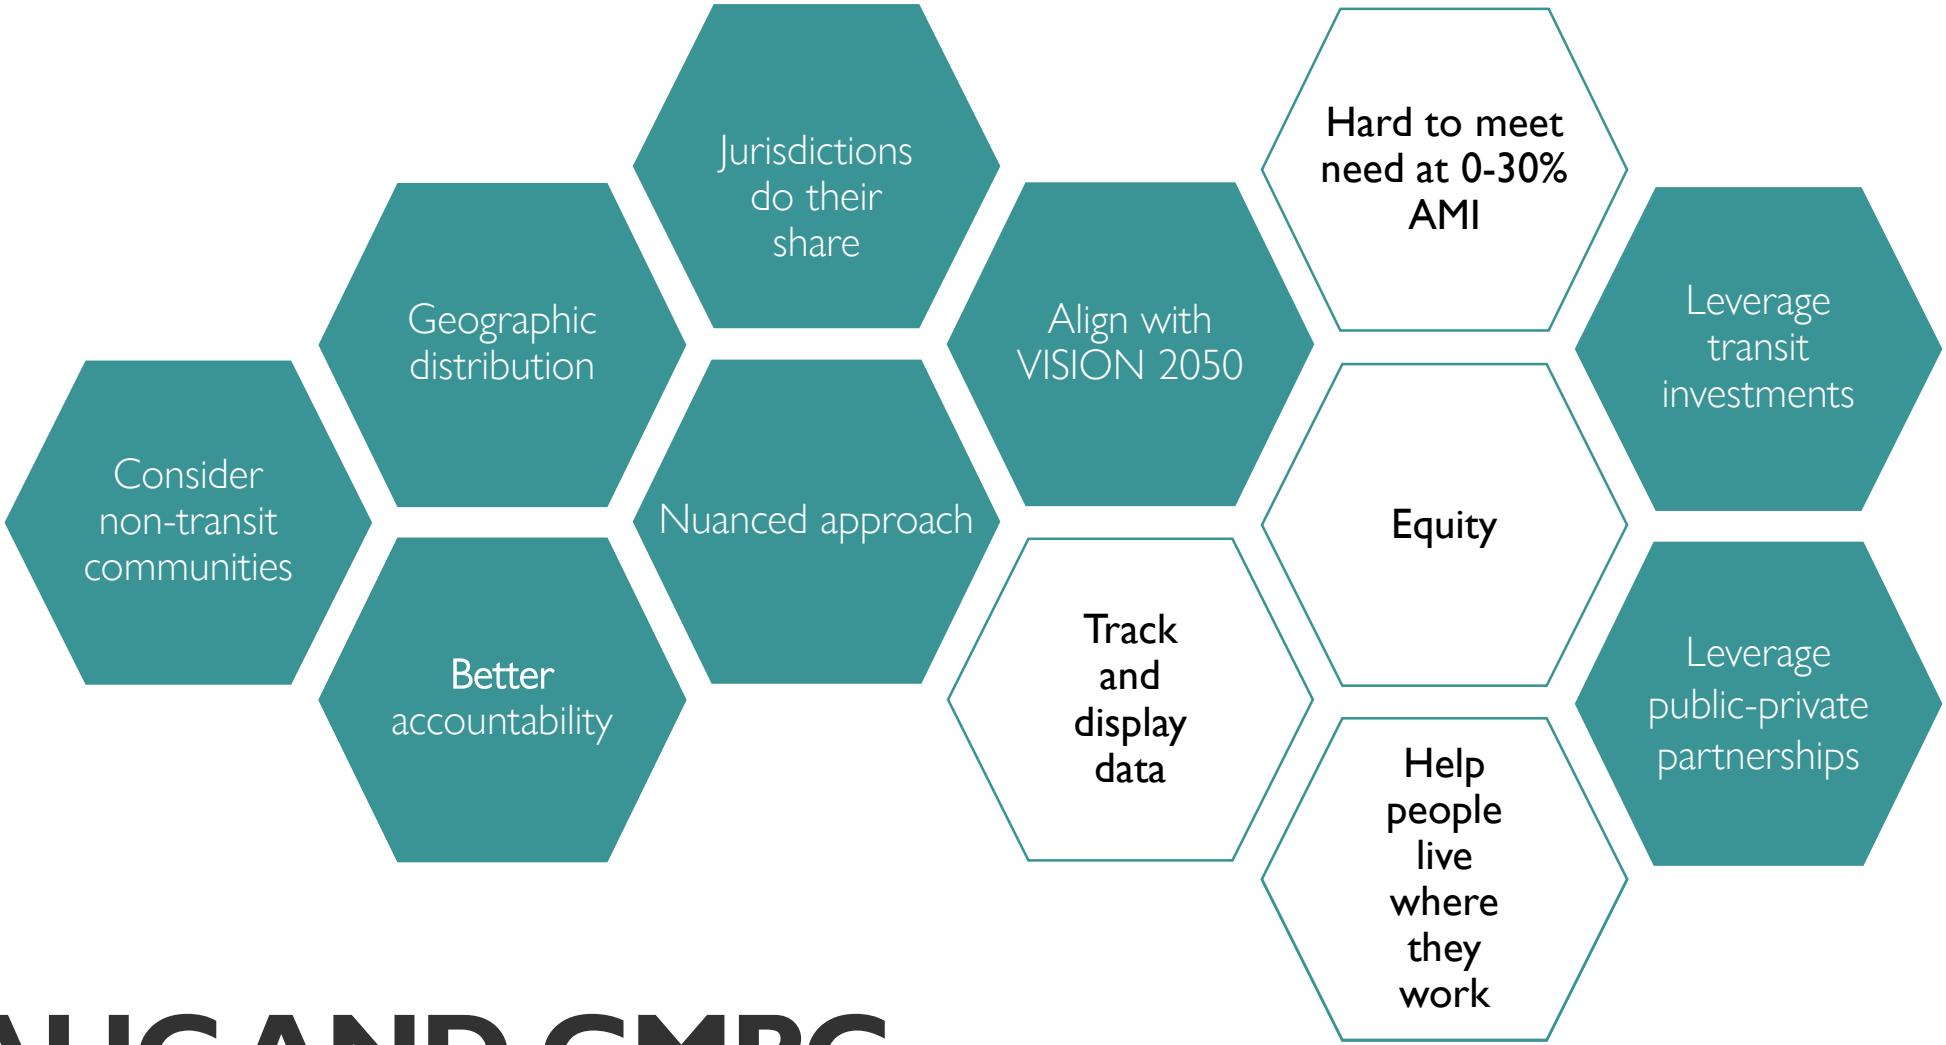 Jurisdictions
do their
share
Hard to meet
need at 0-30%
AMI
Geographic
distribution
Align with
VISION 2050
Leverage
transit
investments
Consider
non-transit
communities
Nuanced approach
Equity
Better
accountability
Track
and
display
data
Leverage
public-private
partnerships
Help
people
live
where
they
work
AND